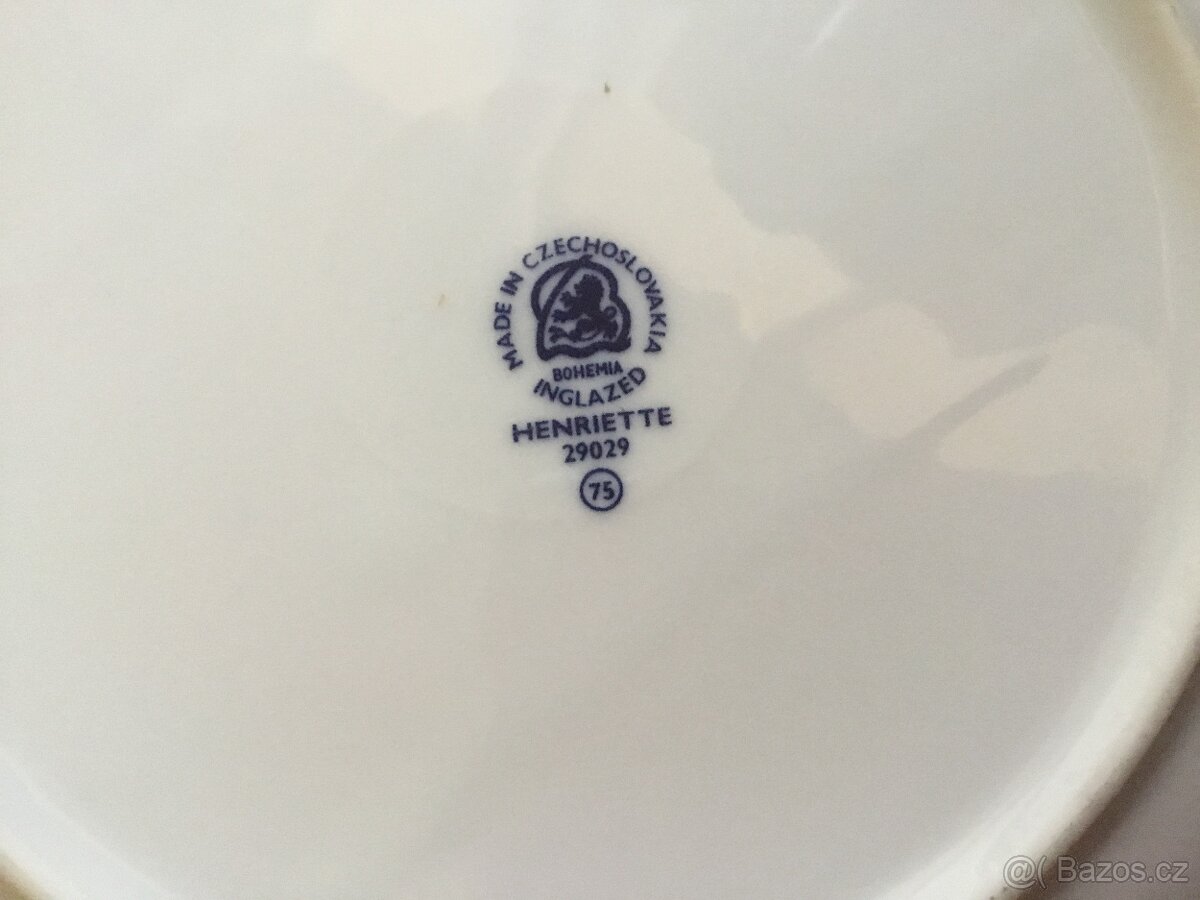 MADE IN CZECHOSLOVAKIA
BOHEMIA
INGLAZED
HENRIETTE
29029
75
@( Bazos.cz